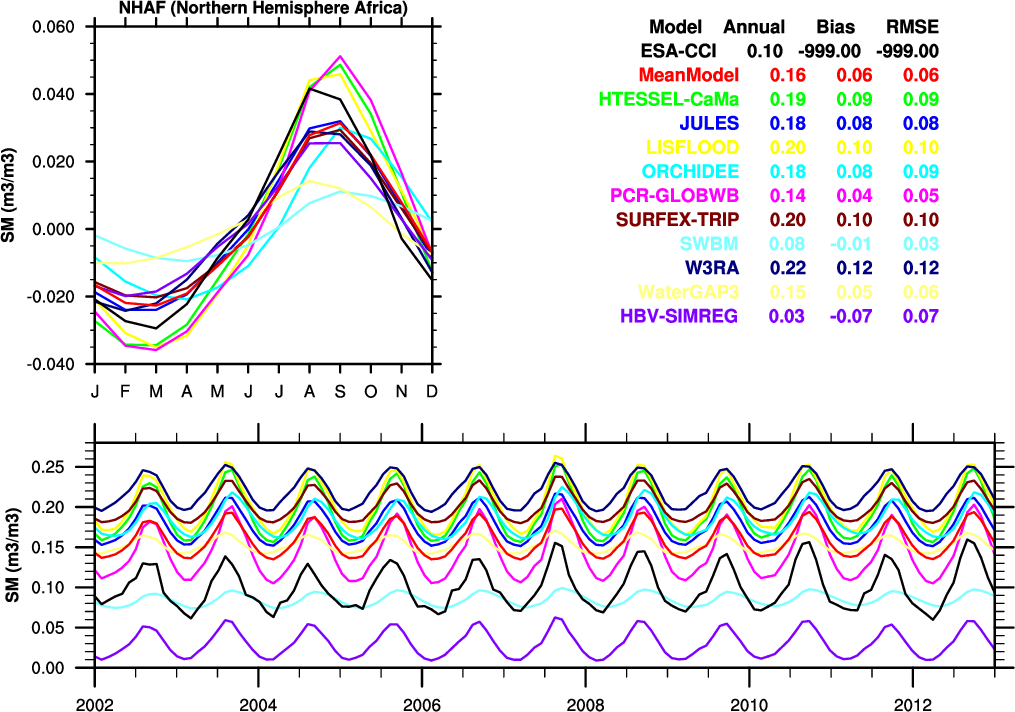 NHAF (Northern Hemisphere Africa)
0.060
0.040
0.020
0.000
-0.020
-0.040
SM (m3/m3)
J F M A M J J A S O N D
Model Annual Bias RMSE
ESA-CCI 0.10 -999.00 -999.00
MeanModel 0.16 0.06 0.06
HTESSEL-CaMa 0.19 0.09 0.09
JULES 0.18 0.08 0.08
LISFLOOD 0.20 0.10 0.10
ORCHIDEE 0.18 0.08 0.09
PCR-GLOBWB 0.14 0.04 0.05
SURFEX-TRIP 0.20 0.10 0.10
SWBM 0.08 -0.01 0.03
W3RA 0.22 0.12 0.12
WaterGAP3 0.15 0.05 0.06
HBV-SIMREG 0.03 -0.07 0.07
0.25
0.20
0.15
0.10
0.05
0.00
SM (m3/m3)
2002 2004 2006 2008 2010 2012